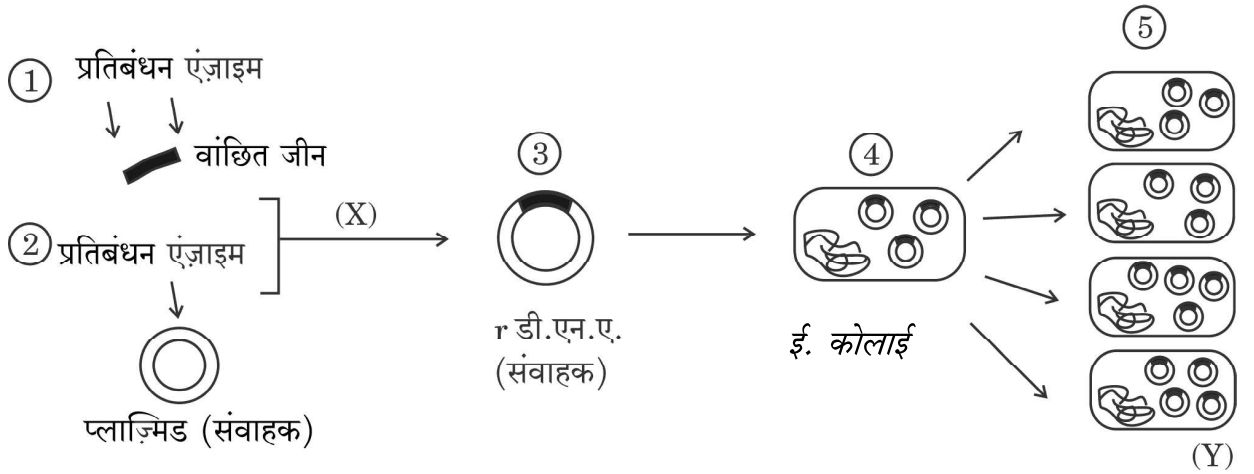 ① प्रतिबंधन एंज़ाइम
वांछित जीन
② प्रतिबंधन एंज़ाइम
प्लाज़्मिड (संवाहक)
(X)
③
r डी.एन.ए.
(संवाहक)
④
ई. कोलाई
⑤
(Y)